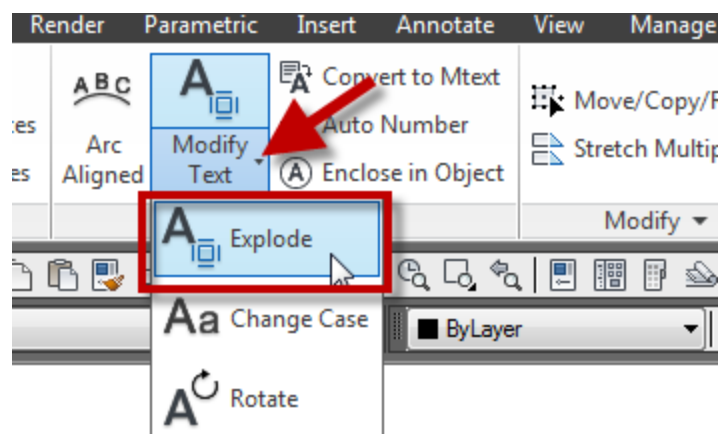 Render Parametric Insert Annotate View Manage
ABC
Arc
Aligned
A
Modify
Text
Convert to Mtext
Auto Number
A Enclose in Object
Move/Copy/
Stretch Multip
Modify
A Explode
Aa Change Case
A Rotate
ByLayer